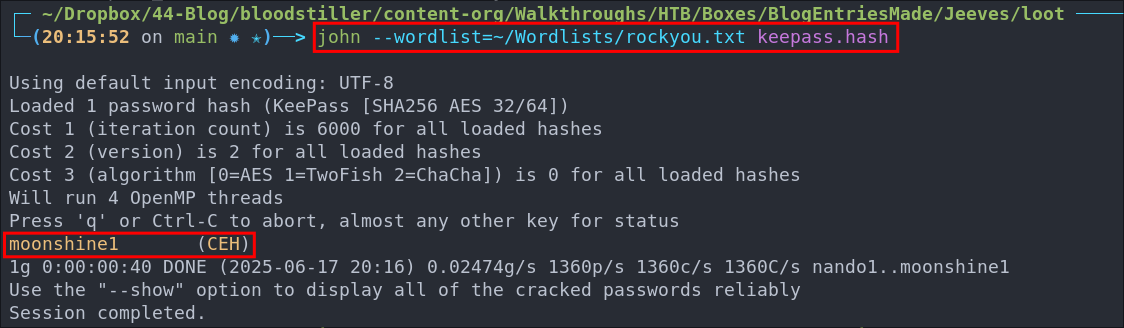 ~/Dropbox/44-Blog/bloodstiller/content-org/Walkthroughs/HTB/Boxes/BlogEntriesMade/Jeeves/loot
(20:15:52 on main ✹ ✭)──> john --wordlist=~/Wordlists/rockyou.txt keepass.hash
Using default input encoding: UTF-8
Loaded 1 password hash (KeePass [SHA256 AES 32/64])
Cost 1 (iteration count) is 6000 for all loaded hashes
Cost 2 (version) is 2 for all loaded hashes
Cost 3 (algorithm [0=AES 1=TwoFish 2=ChaCha]) is 0 for all loaded hashes
Will run 4 OpenMP threads
Press 'q' or Ctrl-C to abort, almost any other key for status
moonshine1       (CEH)
1g 0:00:00:40 DONE (2025-06-17 20:16) 0.02474g/s 1360p/s 1360c/s 1360C/s nando1..moonshine1
Use the "--show" option to display all of the cracked passwords reliably
Session completed.